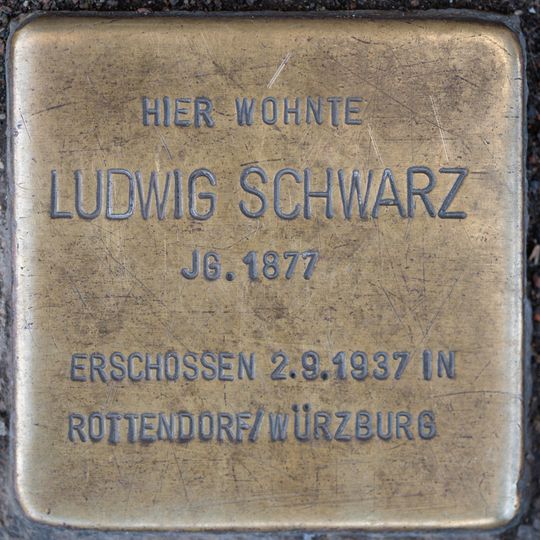 HIER WOHNTE
LUDWIG SCHWARZ
JG. 1877
ERSCHOSSEN 2.9.1937 IN
ROTTENDORF/WÜRZBURG